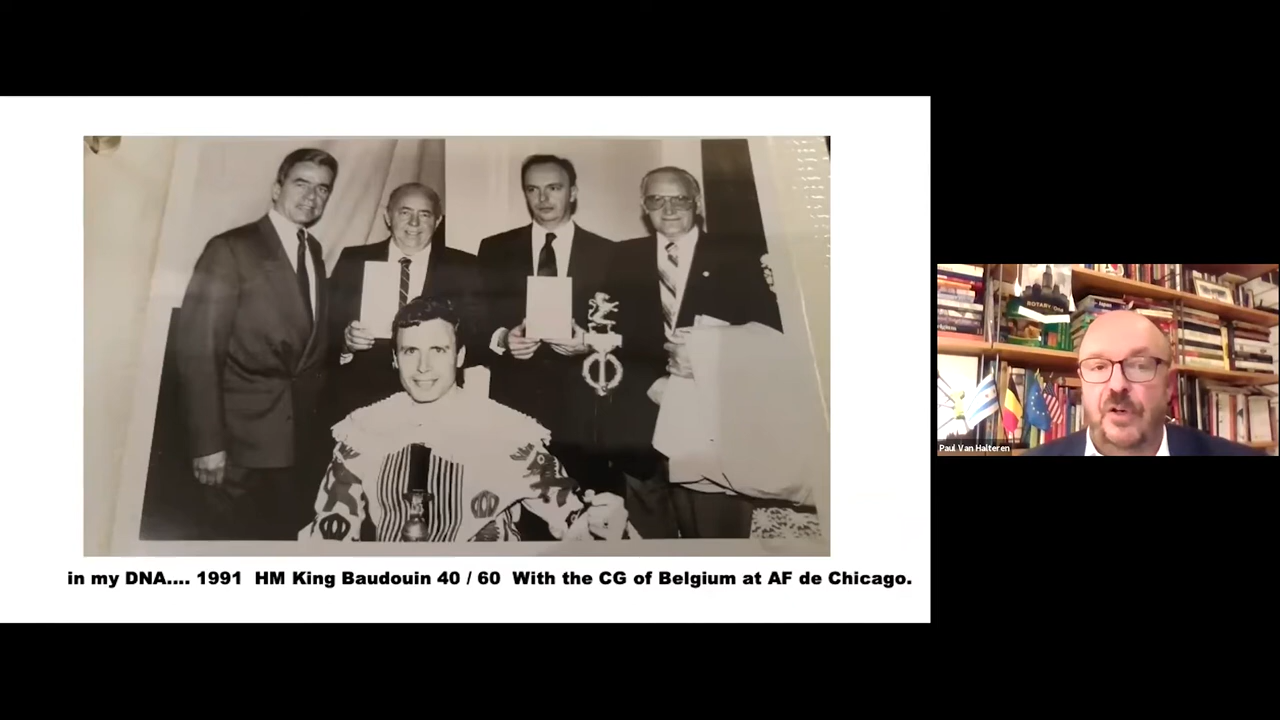 in my DNA.... 1991 HM King Baudouin 40 / 60 With the CG of Belgium at AF de Chicago.
ROTARY
Japan
Paul Van Halteren